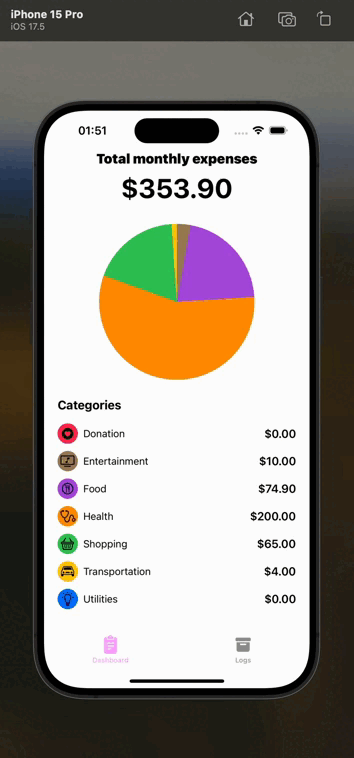 iPhone 15 Pro
iOS 17.5
01:51
Total monthly expenses
$353.90
Categories
Donation $0.00
Entertainment $10.00
Food $74.90
Health $200.00
Shopping $65.00
Transportation $4.00
Utilities $0.00
Dashboard Logs